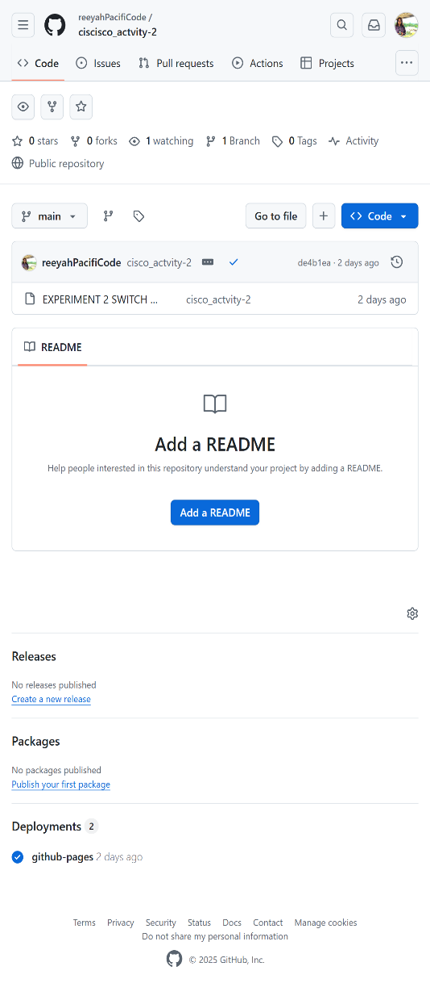 reeyahPacifiCode /
ciscisco_actvity-2
Code Issues Pull requests Actions Projects
0 stars 0 forks 1 watching 1 Branch 0 Tags Activity
Public repository
main Go to file Code
reeyahPacifiCode cisco_actvity-2 de4b1ea · 2 days ago
EXPERIMENT 2 SWITCH ... cisco_actvity-2 2 days ago
README
Add a README
Help people interested in this repository understand your project by adding a README.
Add a README
Releases
No releases published
Create a new release
Packages
No packages published
Publish your first package
Deployments 2
github-pages 2 days ago
Terms Privacy Security Status Docs Contact Manage cookies
Do not share my personal information
© 2025 GitHub, Inc.